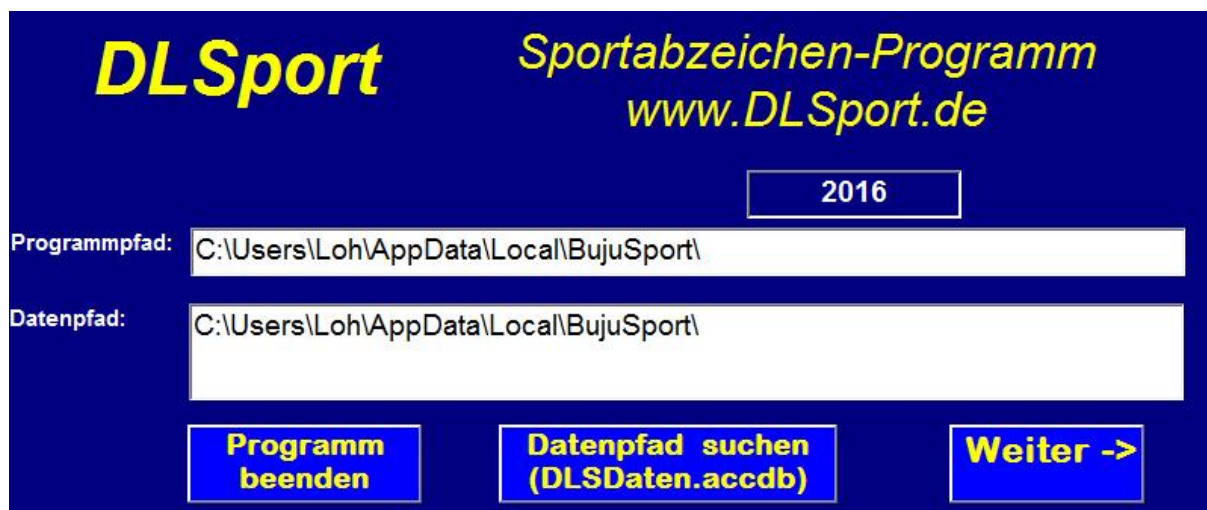 DLSport
Sportabzeichen-Programm
www.DLSport.de
2016
Programmpfad:
C:\Users\Loh\AppData\Local\BujuSport\
Datenpfad:
C:\Users\Loh\AppData\Local\BujuSport\
Programm
beenden
Datenpfad suchen
(DLSDaten.accdb)
Weiter ->